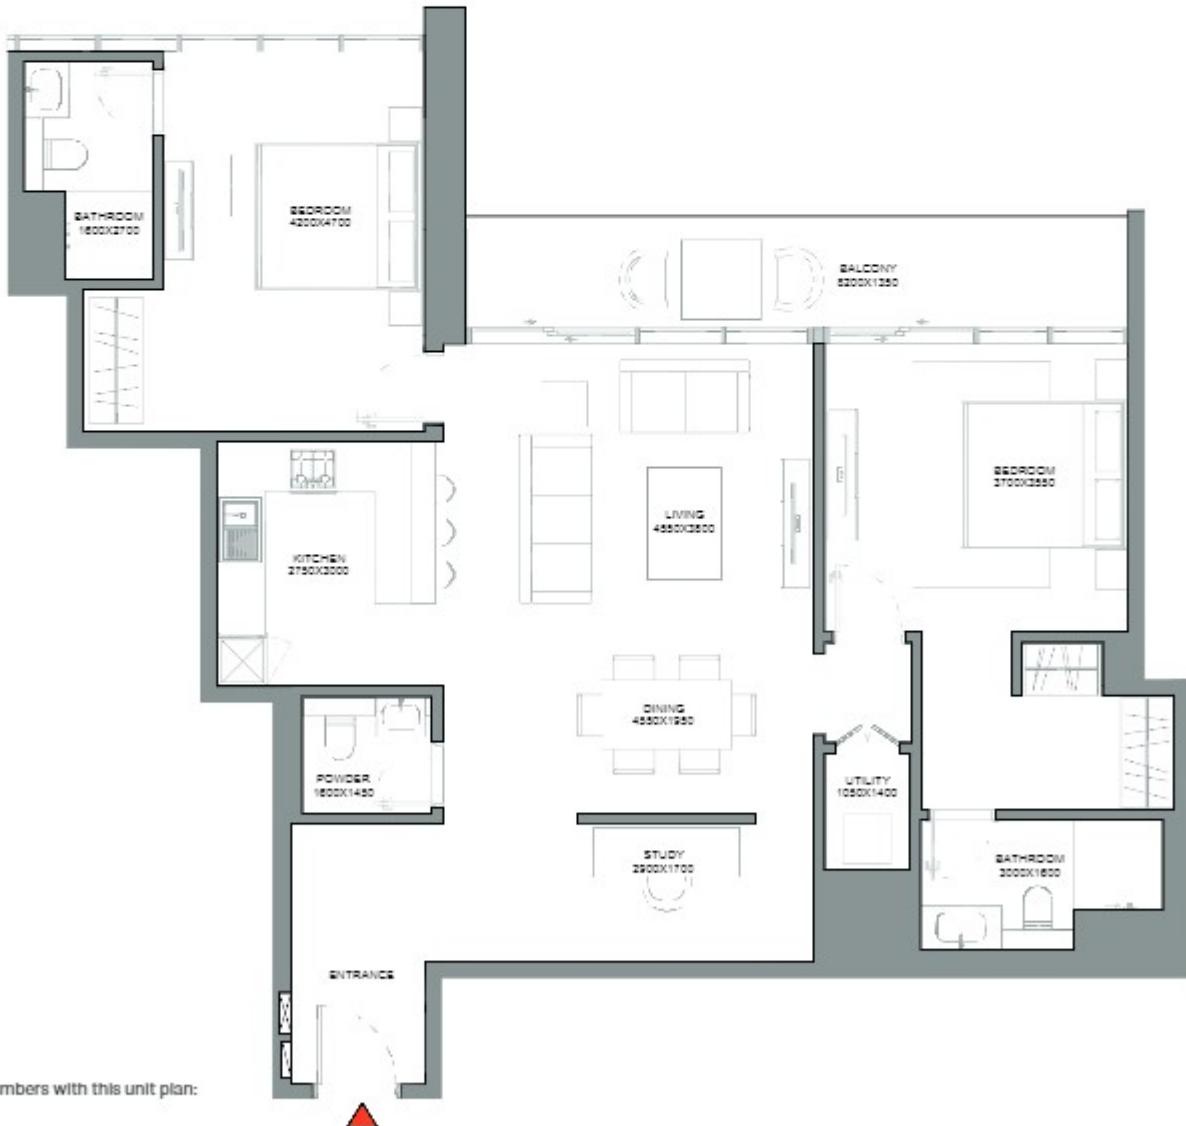 BATHROOM
1600X2700
BEDROOM
4200X4700
BALCONY
8200X1350
BEDROOM
3700X3550
LIVING
4550X3800
KITCHEN
2750X3000
DINING
4550X1950
POWDER
1600X1450
UTILITY
1050X1400
STUDY
2900X1700
BATHROOM
3000X1600
ENTRANCE
mbers with this unit plan: